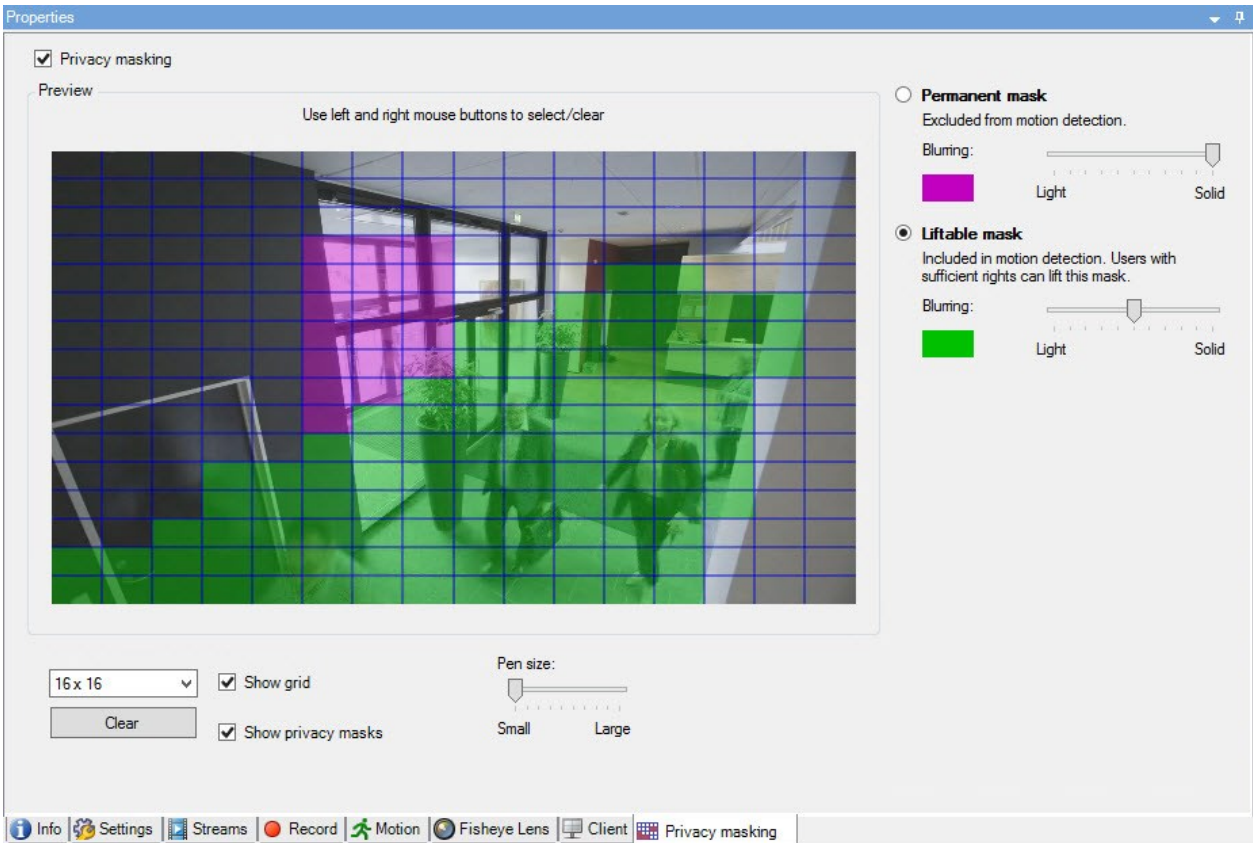 Properties
Privacy masking
Preview
Use left and right mouse buttons to select/clear
Permanent mask
Excluded from motion detection.
Blurring:
Light Solid
Liftable mask
Included in motion detection. Users with
sufficient rights can lift this mask.
Blurring:
Light Solid
16 x 16
Show grid
Pen size:
Clear
Show privacy masks
Small Large
Info Settings Streams Record Motion Fisheye Lens Client Privacy masking